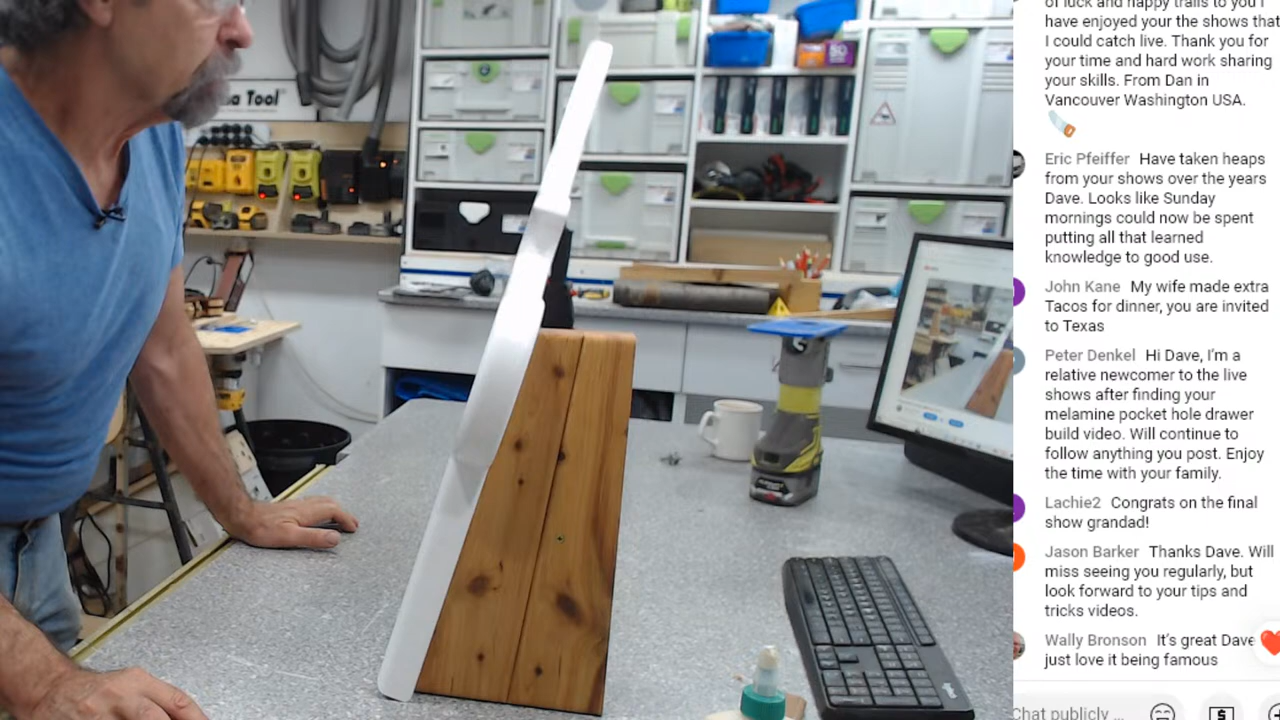 of luck and happy trails to you I
have enjoyed your the shows that
I could catch live. Thank you for
your time and hard work sharing
your skills. From Dan in
Vancouver Washington USA.
Eric Pfeiffer Have taken heaps
from your shows over the years
Dave. Looks like Sunday
mornings could now be spent
putting all that learned
knowledge to good use.
John Kane My wife made extra
Tacos for dinner, you are invited
to Texas
Peter Denkel Hi Dave, I'm a
relative newcomer to the live
shows after finding your
melamine pocket hole drawer
build video. Will continue to
follow anything you post. Enjoy
the time with your family.
Lachie2 Congrats on the final
show grandad!
Jason Barker Thanks Dave. Will
miss seeing you regularly, but
look forward to your tips and
tricks videos.
Wally Bronson It's great Dave
just love it being famous
Chat publicly ...
Tool
50
logi